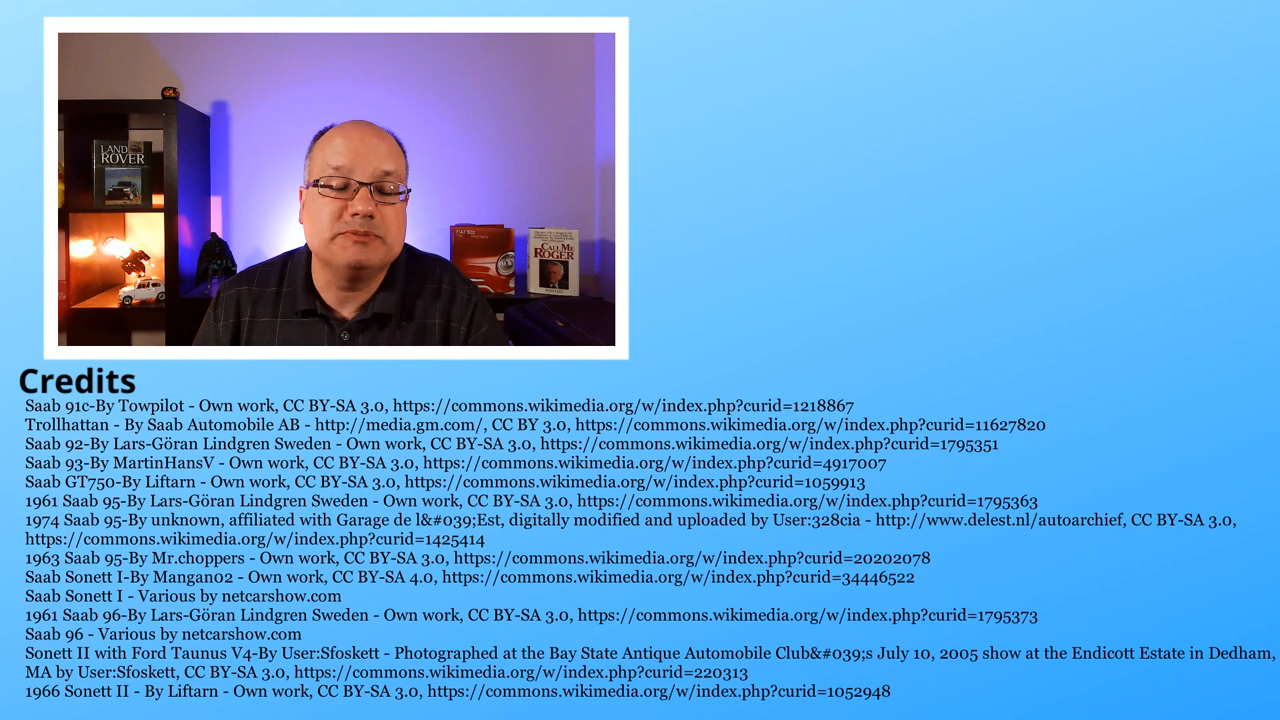 LAND
ROVER
FIAT 500
CALL ME
ROGER
Credits
Saab 91c-By Towpilot - Own work, CC BY-SA 3.0, https://commons.wikimedia.org/w/index.php?curid=1218867
Trollhattan - By Saab Automobile AB - http://media.gm.com/, CC BY 3.0, https://commons.wikimedia.org/w/index.php?curid=11627820
Saab 92-By Lars-Göran Lindgren Sweden - Own work, CC BY-SA 3.0, https://commons.wikimedia.org/w/index.php?curid=1795351
Saab 93-By MartinHansV - Own work, CC BY-SA 3.0, https://commons.wikimedia.org/w/index.php?curid=4917007
Saab GT750-By Liftarn - Own work, CC BY-SA 3.0, https://commons.wikimedia.org/w/index.php?curid=1059913
1961 Saab 95-By Lars-Göran Lindgren Sweden - Own work, CC BY-SA 3.0, https://commons.wikimedia.org/w/index.php?curid=1795363
1974 Saab 95-By unknown, affiliated with Garage de l&#039;Est, digitally modified and uploaded by User:328cia - http://www.delest.nl/autoarchief, CC BY-SA 3.0,
https://commons.wikimedia.org/w/index.php?curid=1425414
1963 Saab 95-By Mr.choppers - Own work, CC BY-SA 3.0, https://commons.wikimedia.org/w/index.php?curid=20202078
Saab Sonett I-By Mangan02 - Own work, CC BY-SA 4.0, https://commons.wikimedia.org/w/index.php?curid=34446522
Saab Sonett I - Various by netcarshow.com
1961 Saab 96-By Lars-Göran Lindgren Sweden - Own work, CC BY-SA 3.0, https://commons.wikimedia.org/w/index.php?curid=1795373
Saab 96 - Various by netcarshow.com
Sonett II with Ford Taunus V4-By User:Sfoskett - Photographed at the Bay State Antique Automobile Club&#039;s July 10, 2005 show at the Endicott Estate in Dedham,
MA by User:Sfoskett, CC BY-SA 3.0, https://commons.wikimedia.org/w/index.php?curid=220313
1966 Sonett II - By Liftarn - Own work, CC BY-SA 3.0, https://commons.wikimedia.org/w/index.php?curid=1052948